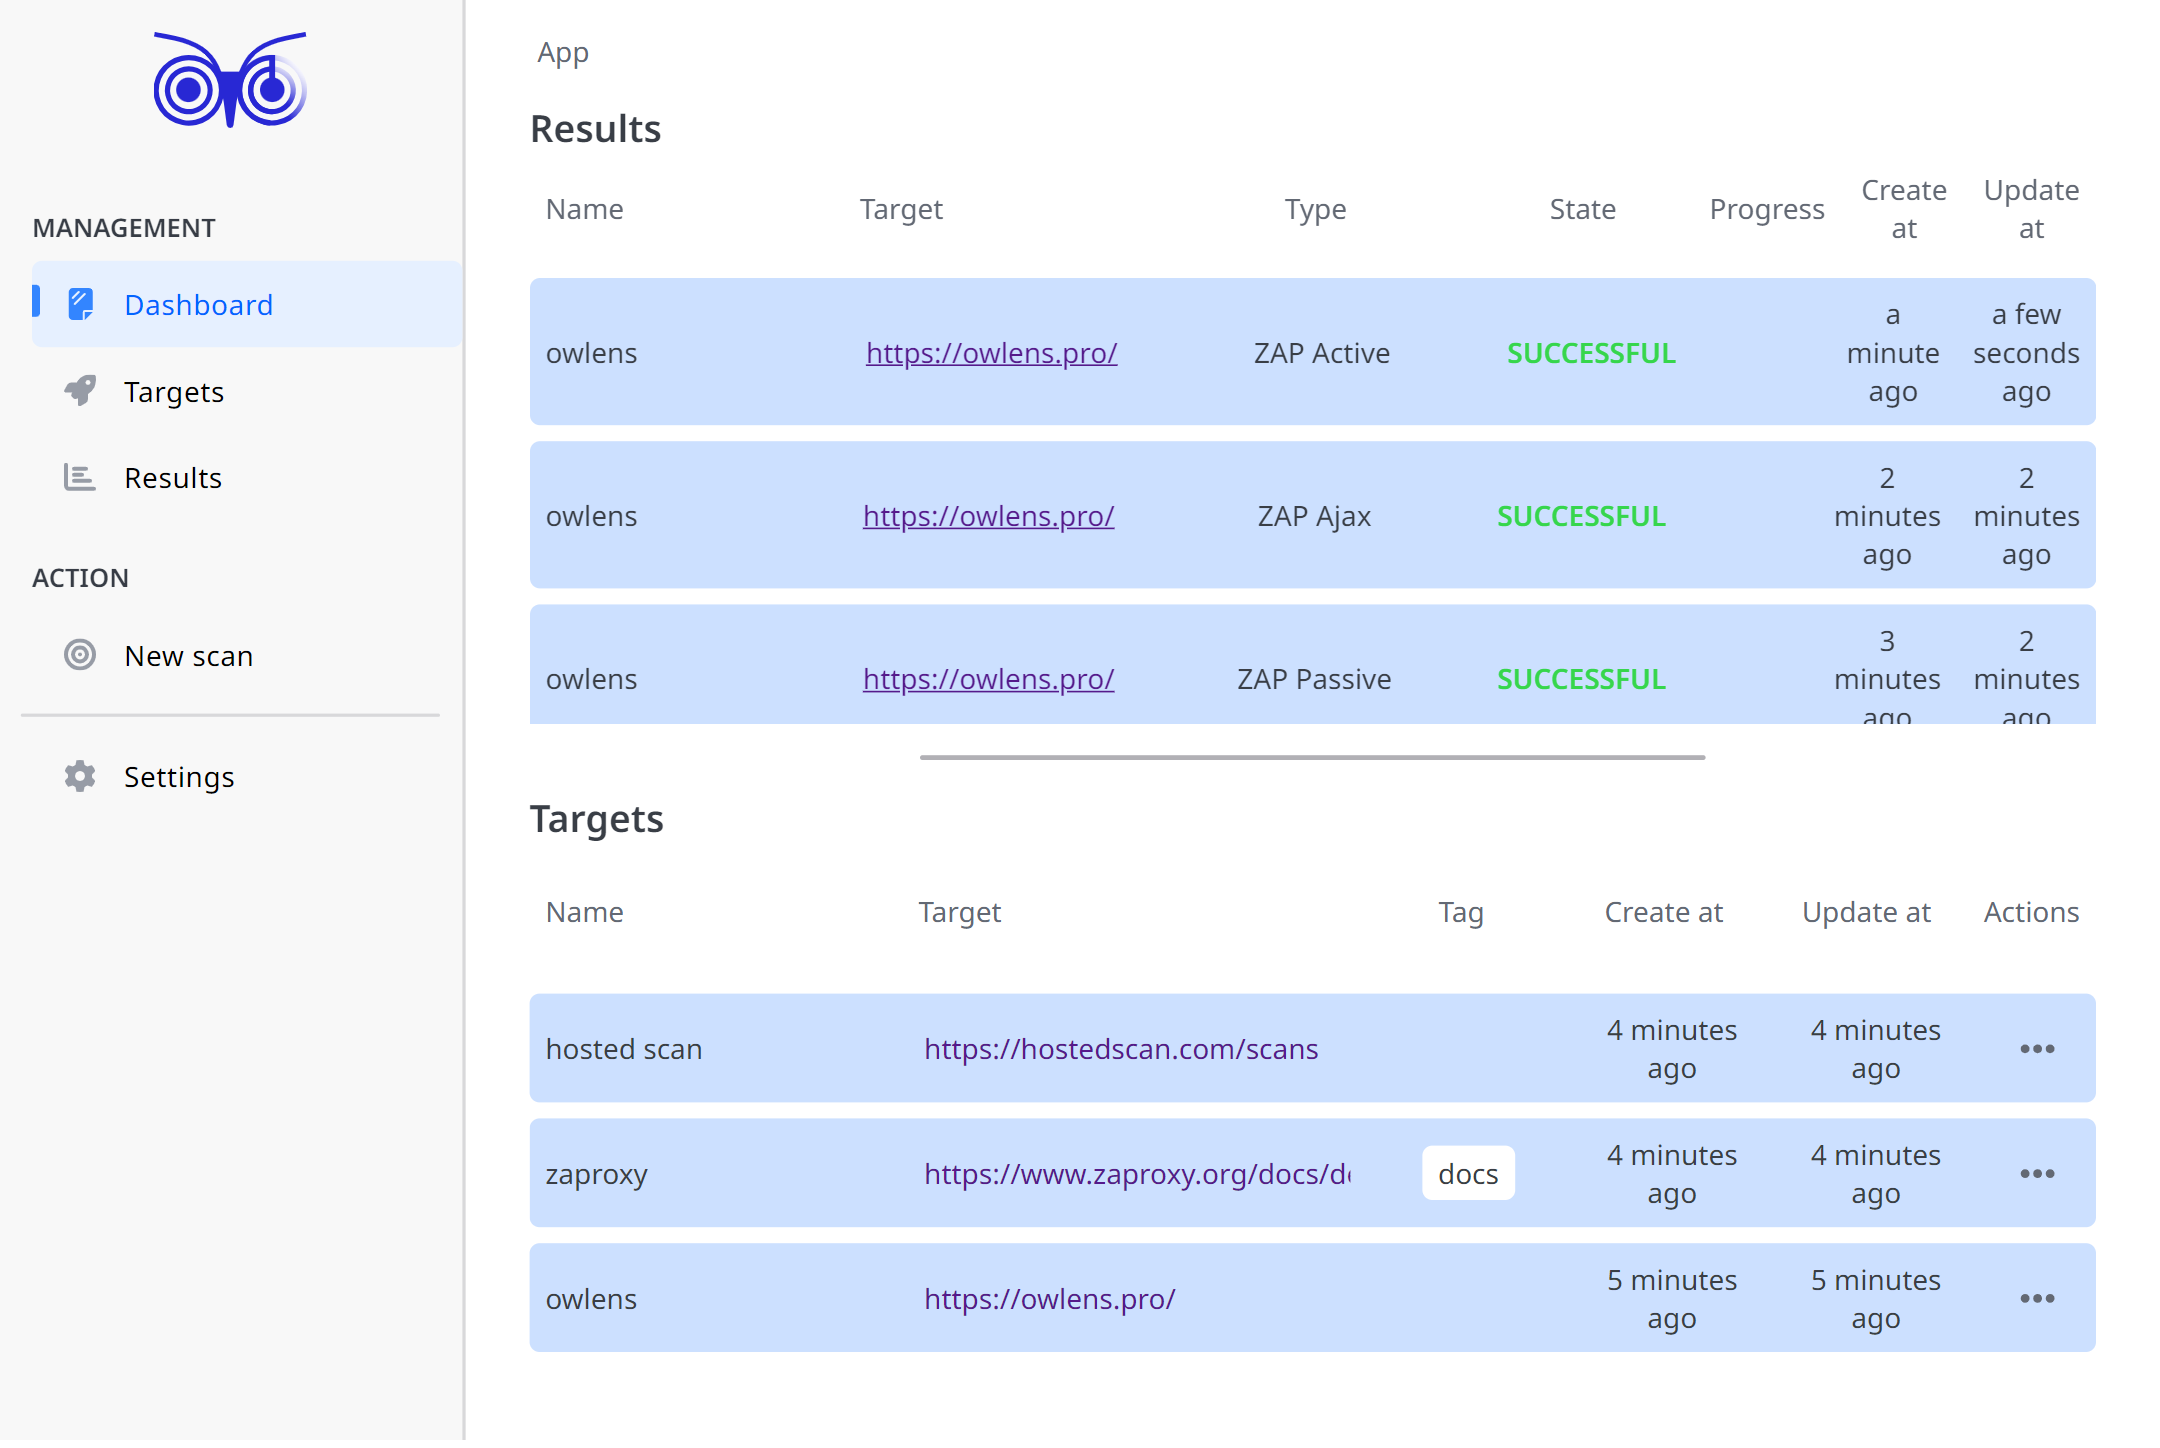 App
MANAGEMENT
Dashboard
Targets
Results
ACTION
New scan
Settings
Results
Name Target Type State Progress Create at Update at
owlens https://owlens.pro/ ZAP Active SUCCESSFUL a minute ago a few seconds ago
owlens https://owlens.pro/ ZAP Ajax SUCCESSFUL 2 minutes ago 2 minutes ago
owlens https://owlens.pro/ ZAP Passive SUCCESSFUL 3 minutes ago 2 minutes ago
Targets
Name Target Tag Create at Update at Actions
hosted scan https://hostedscan.com/scans 4 minutes ago 4 minutes ago
zaproxy https://www.zaproxy.org/docs/d docs 4 minutes ago 4 minutes ago
owlens https://owlens.pro/ 5 minutes ago 5 minutes ago